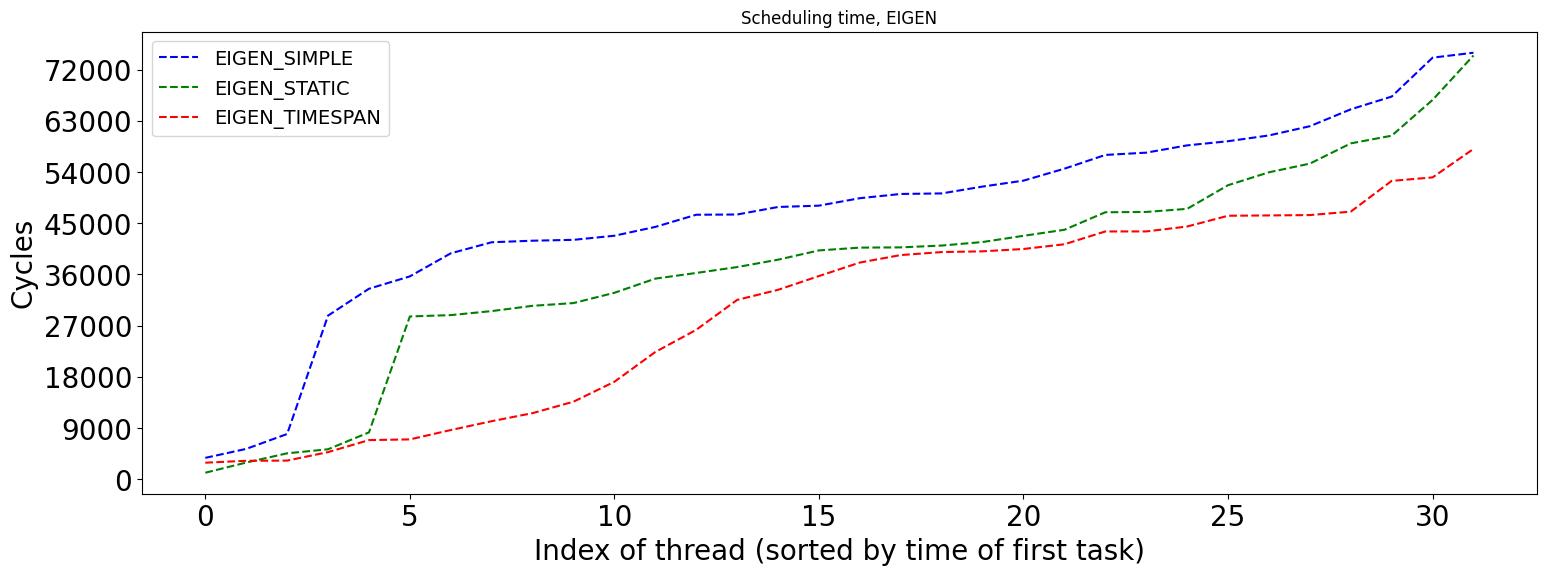 Scheduling time, EIGEN
EIGEN_SIMPLE
EIGEN_STATIC
EIGEN_TIMESPAN
Cycles
72000
63000
54000
45000
36000
27000
18000
9000
0
0 5 10 15 20 25 30
Index of thread (sorted by time of first task)